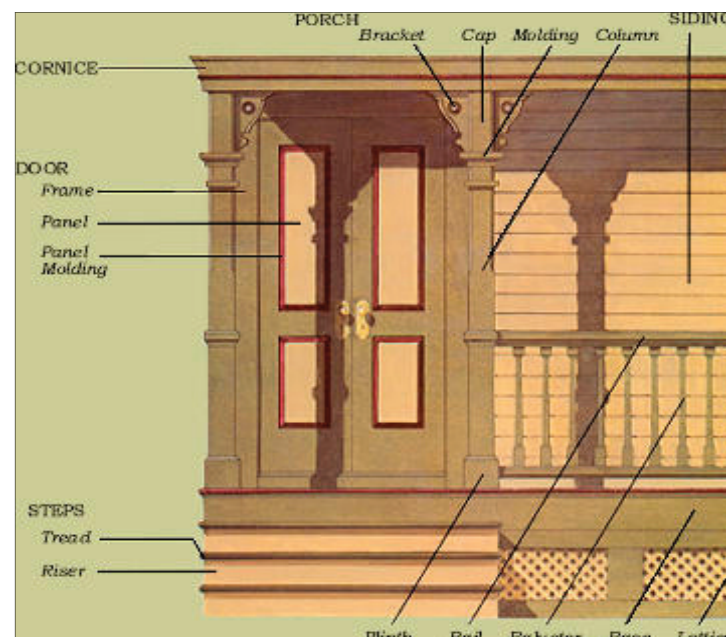 PORCH
SIDING
Bracket Cap Molding Column
CORNICE
DOOR
Frame
Panel
Panel
Molding
STEPS
Tread
Riser
Plinth Rail Baluster Base